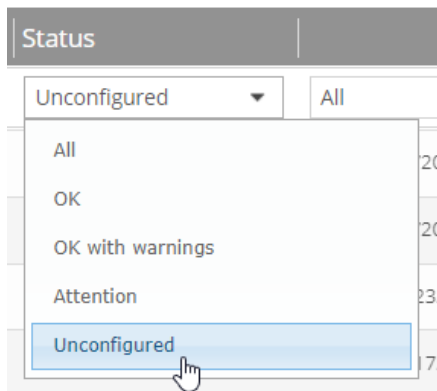 Status
Unconfigured
All
All
OK
OK with warnings
Attention
Unconfigured